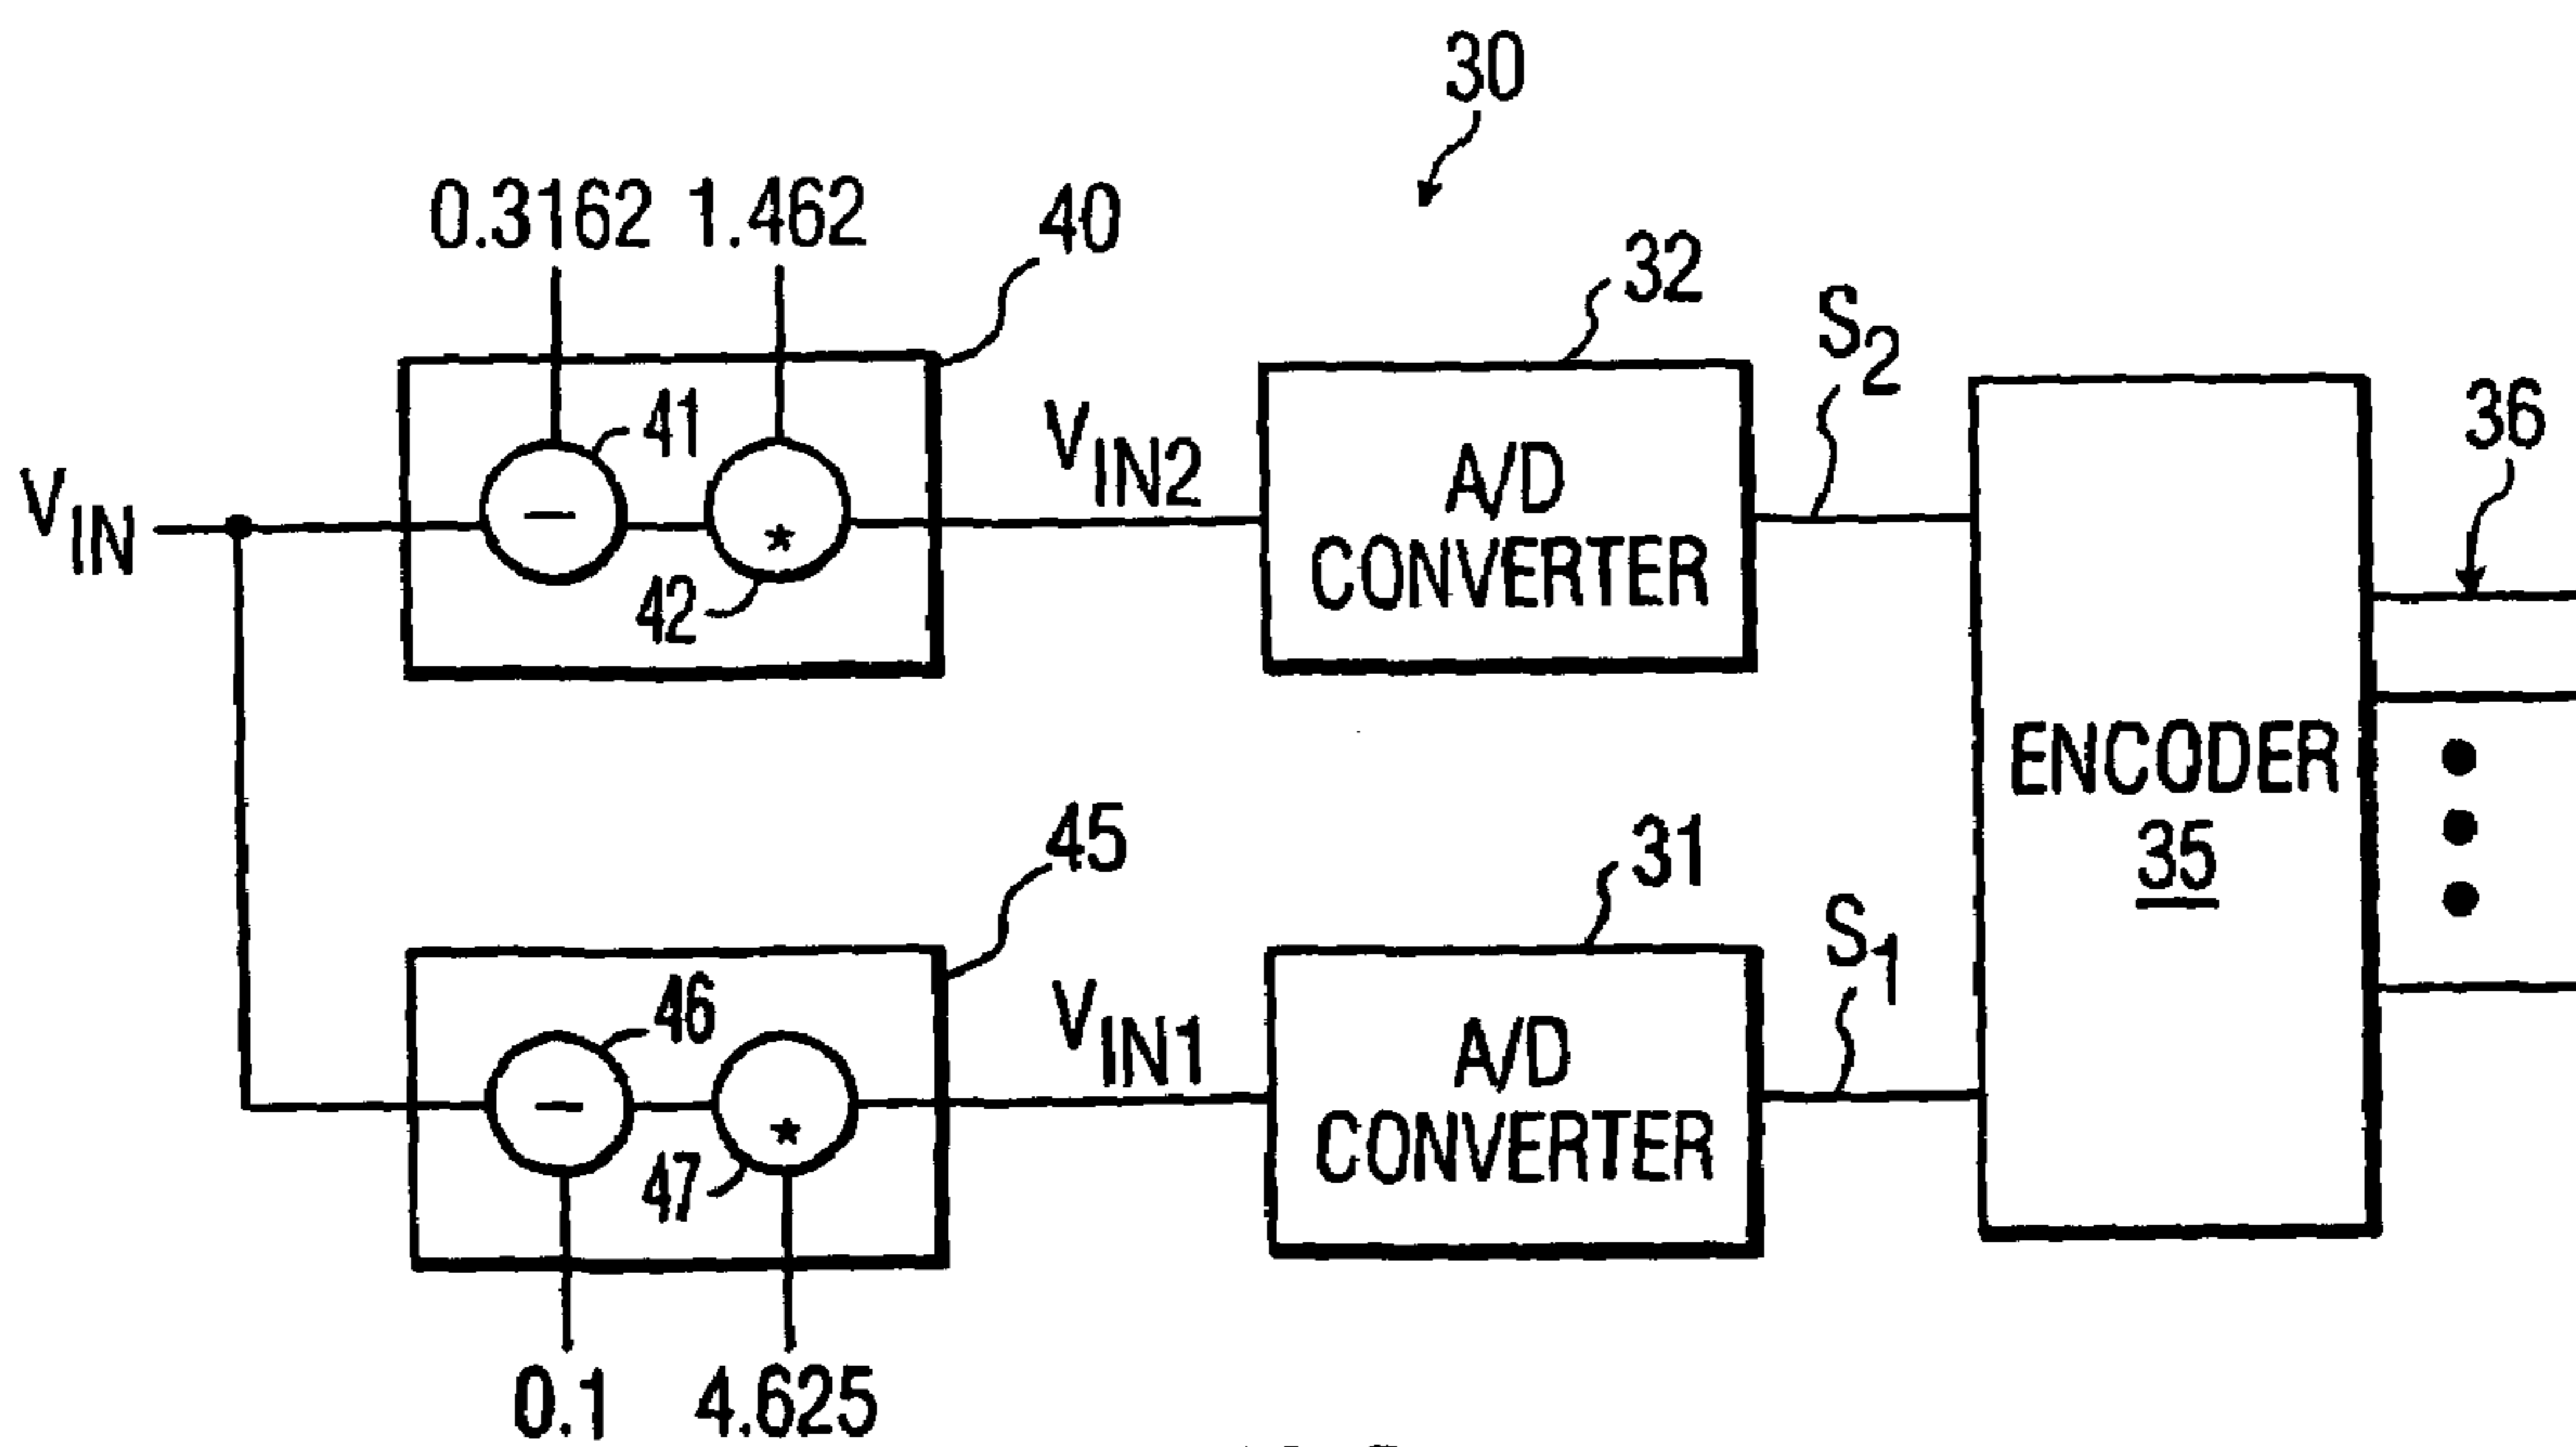 30
0.3162 1.462
40
32
S2
41
VIN2
A/D
CONVERTER
36
VIN
42
ENCODER
35
45
31
S1
46
VIN1
A/D
CONVERTER
47
0.1 4.625